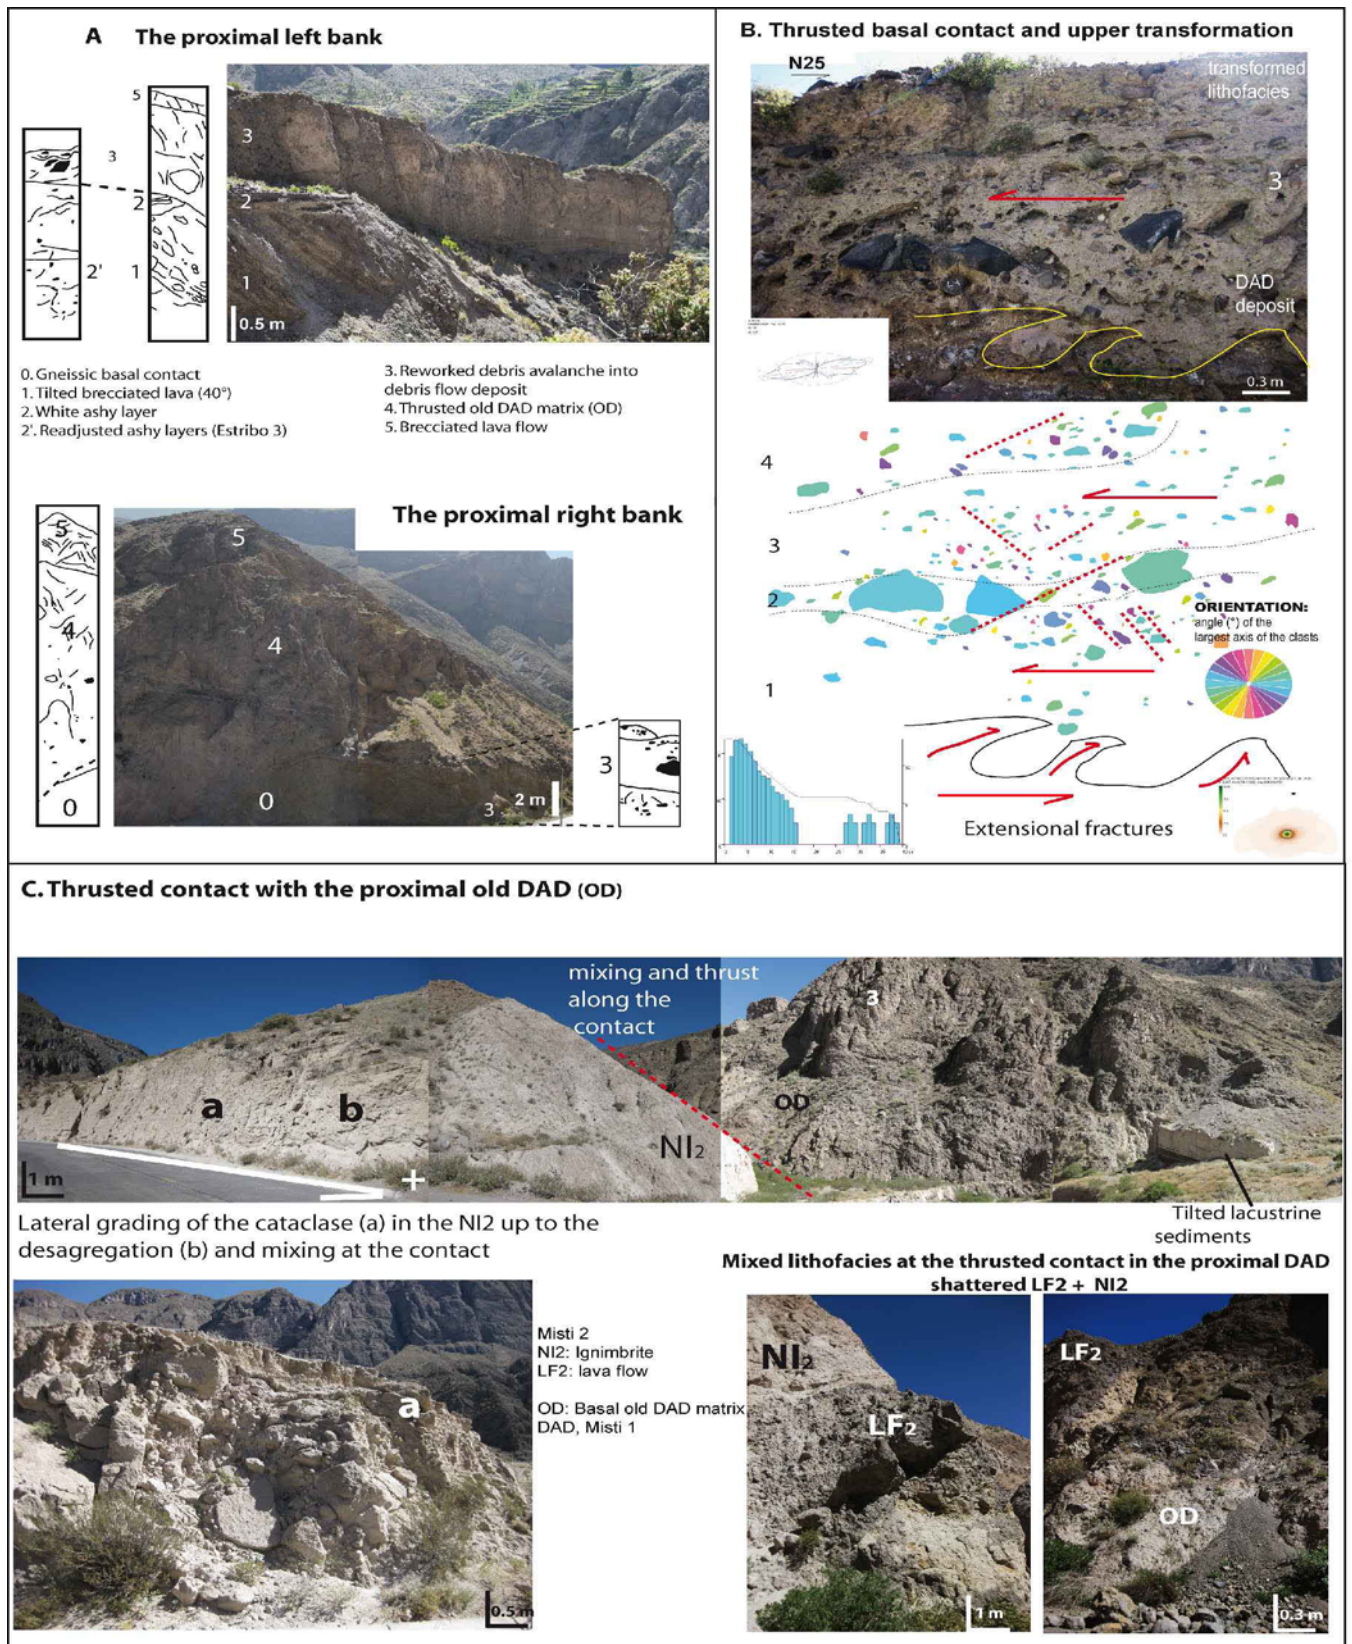 A The proximal left bank
5
3
3
2
2
2'
1
1
0.5 m
0. Gneissic basal contact
1. Tilted brecciated lava (40°)
2. White ashy layer
2'. Readjusted ashy layers (Estribo 3)
3. Reworked debris avalanche into
debris flow deposit
4. Thrusted old DAD matrix (OD)
5. Brecciated lava flow
The proximal right bank
5
5
4
4
3
0
0
3
2 m
B. Thrusted basal contact and upper transformation
N25
transformed
lithofacies
3
DAD
deposit
0.3 m
4
3
2
1
ORIENTATION:
angle (°) of the
largest axis of the clasts
Extensional fractures
C. Thrusted contact with the proximal old DAD (OD)
mixing and thrust
along the
contact
3
a
b
OD
NI2
+
1 m
Tilted lacustrine
sediments
Lateral grading of the cataclase (a) in the NI2 up to the
desagregation (b) and mixing at the contact
Mixed lithofacies at the thrusted contact in the proximal DAD
shattered LF2 + NI2
a
0.5 m
Misti 2
NI2: Ignimbrite
LF2: lava flow
OD: Basal old DAD matrix
DAD, Misti 1
NI2
LF2
1 m
LF2
OD
0.3 m